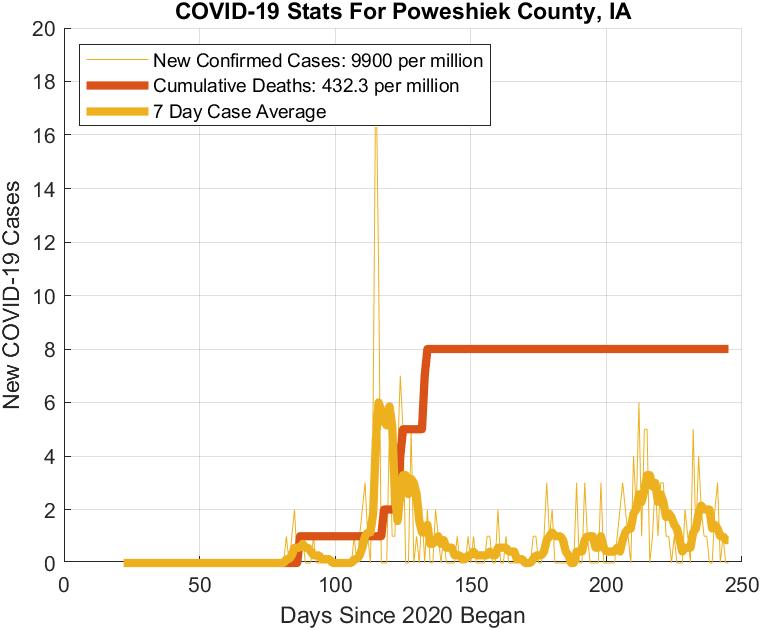 COVID-19 Stats For Poweshiek County, IA
New Confirmed Cases: 9900 per million
Cumulative Deaths: 432.3 per million
7 Day Case Average
New COVID-19 Cases
20
18
16
14
12
10
8
6
4
2
0
0 50 100 150 200 250
Days Since 2020 Began